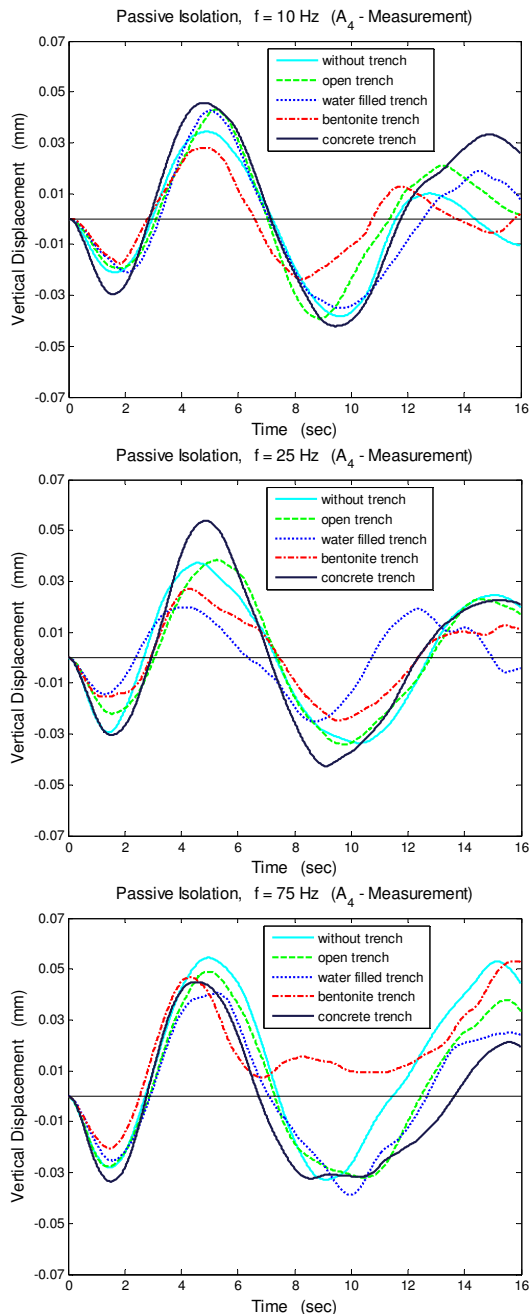 Passive Isolation, f = 10 Hz (A4 - Measurement)
0.07
0.05
0.03
0.01
-0.01
-0.03
-0.05
-0.07
Vertical Displacement (mm)
without trench
open trench
water filled trench
bentonite trench
concrete trench
0 2 4 6 8 10 12 14 16
Time (sec)
Passive Isolation, f = 25 Hz (A4 - Measurement)
0.07
0.05
0.03
0.01
-0.01
-0.03
-0.05
-0.07
Vertical Displacement (mm)
without trench
open trench
water filled trench
bentonite trench
concrete trench
0 2 4 6 8 10 12 14 16
Time (sec)
Passive Isolation, f = 75 Hz (A4 - Measurement)
0.07
0.05
0.03
0.01
-0.01
-0.03
-0.05
-0.07
Vertical Displacement (mm)
without trench
open trench
water filled trench
bentonite trench
concrete trench
0 2 4 6 8 10 12 14 16
Time (sec)